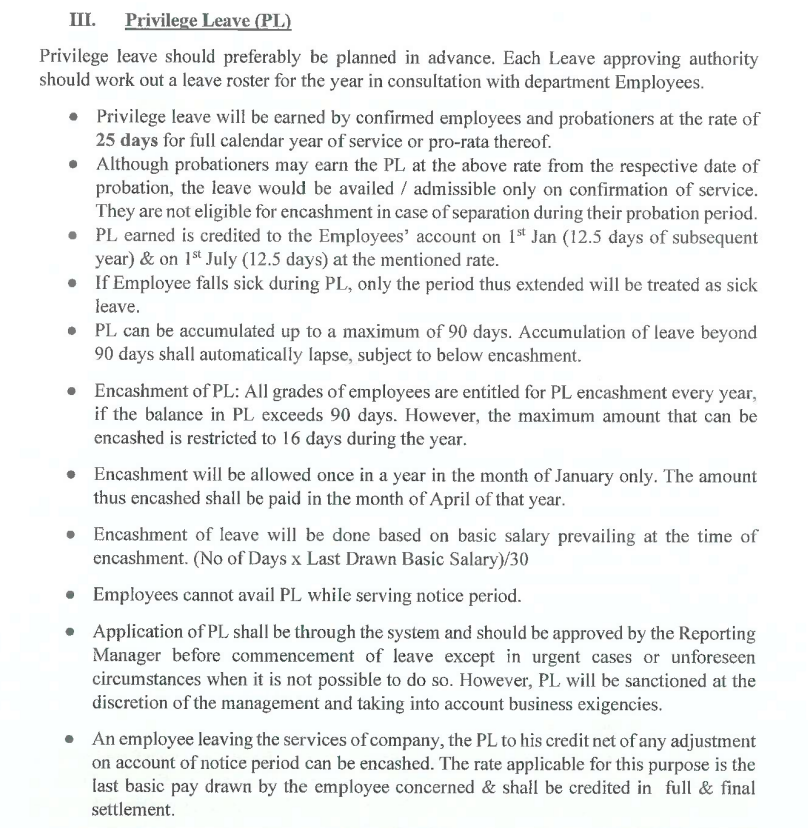 III. Privilege Leave (PL)
Privilege leave should preferably be planned in advance. Each Leave approving authority
should work out a leave roster for the year in consultation with department Employees.
• Privilege leave will be earned by confirmed employees and probationers at the rate of
25 days for full calendar year of service or pro-rata thereof.
• Although probationers may earn the PL at the above rate from the respective date of
probation, the leave would be availed / admissible only on confirmation of service.
They are not eligible for encashment in case of separation during their probation period.
• PL earned is credited to the Employees' account on 1st Jan (12.5 days of subsequent
year) & on 1st July (12.5 days) at the mentioned rate.
• If Employee falls sick during PL, only the period thus extended will be treated as sick
leave.
• PL can be accumulated up to a maximum of 90 days. Accumulation of leave beyond
90 days shall automatically lapse, subject to below encashment.
• Encashment of PL: All grades of employees are entitled for PL encashment every year,
if the balance in PL exceeds 90 days. However, the maximum amount that can be
encashed is restricted to 16 days during the year.
• Encashment will be allowed once in a year in the month of January only. The amount
thus encashed shall be paid in the month of April of that year.
• Encashment of leave will be done based on basic salary prevailing at the time of
encashment. (No of Days x Last Drawn Basic Salary)/30
• Employees cannot avail PL while serving notice period.
• Application of PL shall be through the system and should be approved by the Reporting
Manager before commencement of leave except in urgent cases or unforeseen
circumstances when it is not possible to do so. However, PL will be sanctioned at the
discretion of the management and taking into account business exigencies.
• An employee leaving the services of company, the PL to his credit net of any adjustment
on account of notice period can be encashed. The rate applicable for this purpose is the
last basic pay drawn by the employee concerned & shall be credited in full & final
settlement.